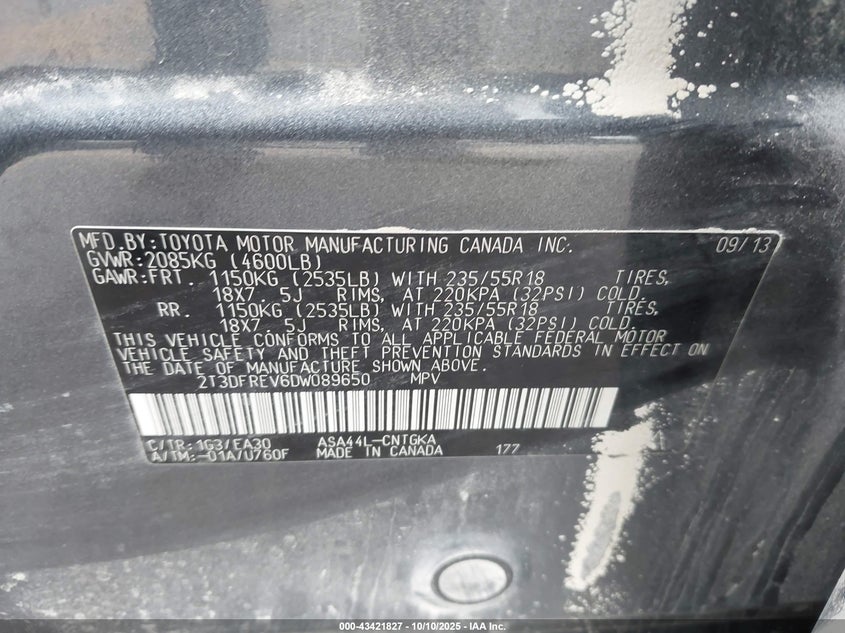 MFD.BY:TOYOTA MOTOR MANUFACTURING CANADA INC. 09/13
GVWR:2085KG (4600LB)
GAWR:FRT. 1150KG (2535LB) WITH 235/55R18 TIRES,
18X7. 5J RIMS, AT 220KPA (32PSI) COLD.
RR. 1150KG (2535LB) WITH 235/55R18 TIRES,
18X7. 5J RIMS, AT 220KPA (32PSI) COLD.
THIS VEHICLE CONFORMS TO ALL APPLICABLE FEDERAL MOTOR
VEHICLE SAFETY AND THEFT PREVENTION STANDARDS IN EFFECT ON
THE DATE OF MANUFACTURE SHOWN ABOVE.
2T3DFREV6DW089650 MPV
C/TR:1G3/EA30 ASA44L-CNTGKA
A/TM:-01A/U760F MADE IN CANADA 177
000-43421827 - 10/10/2025 - IAA Inc.